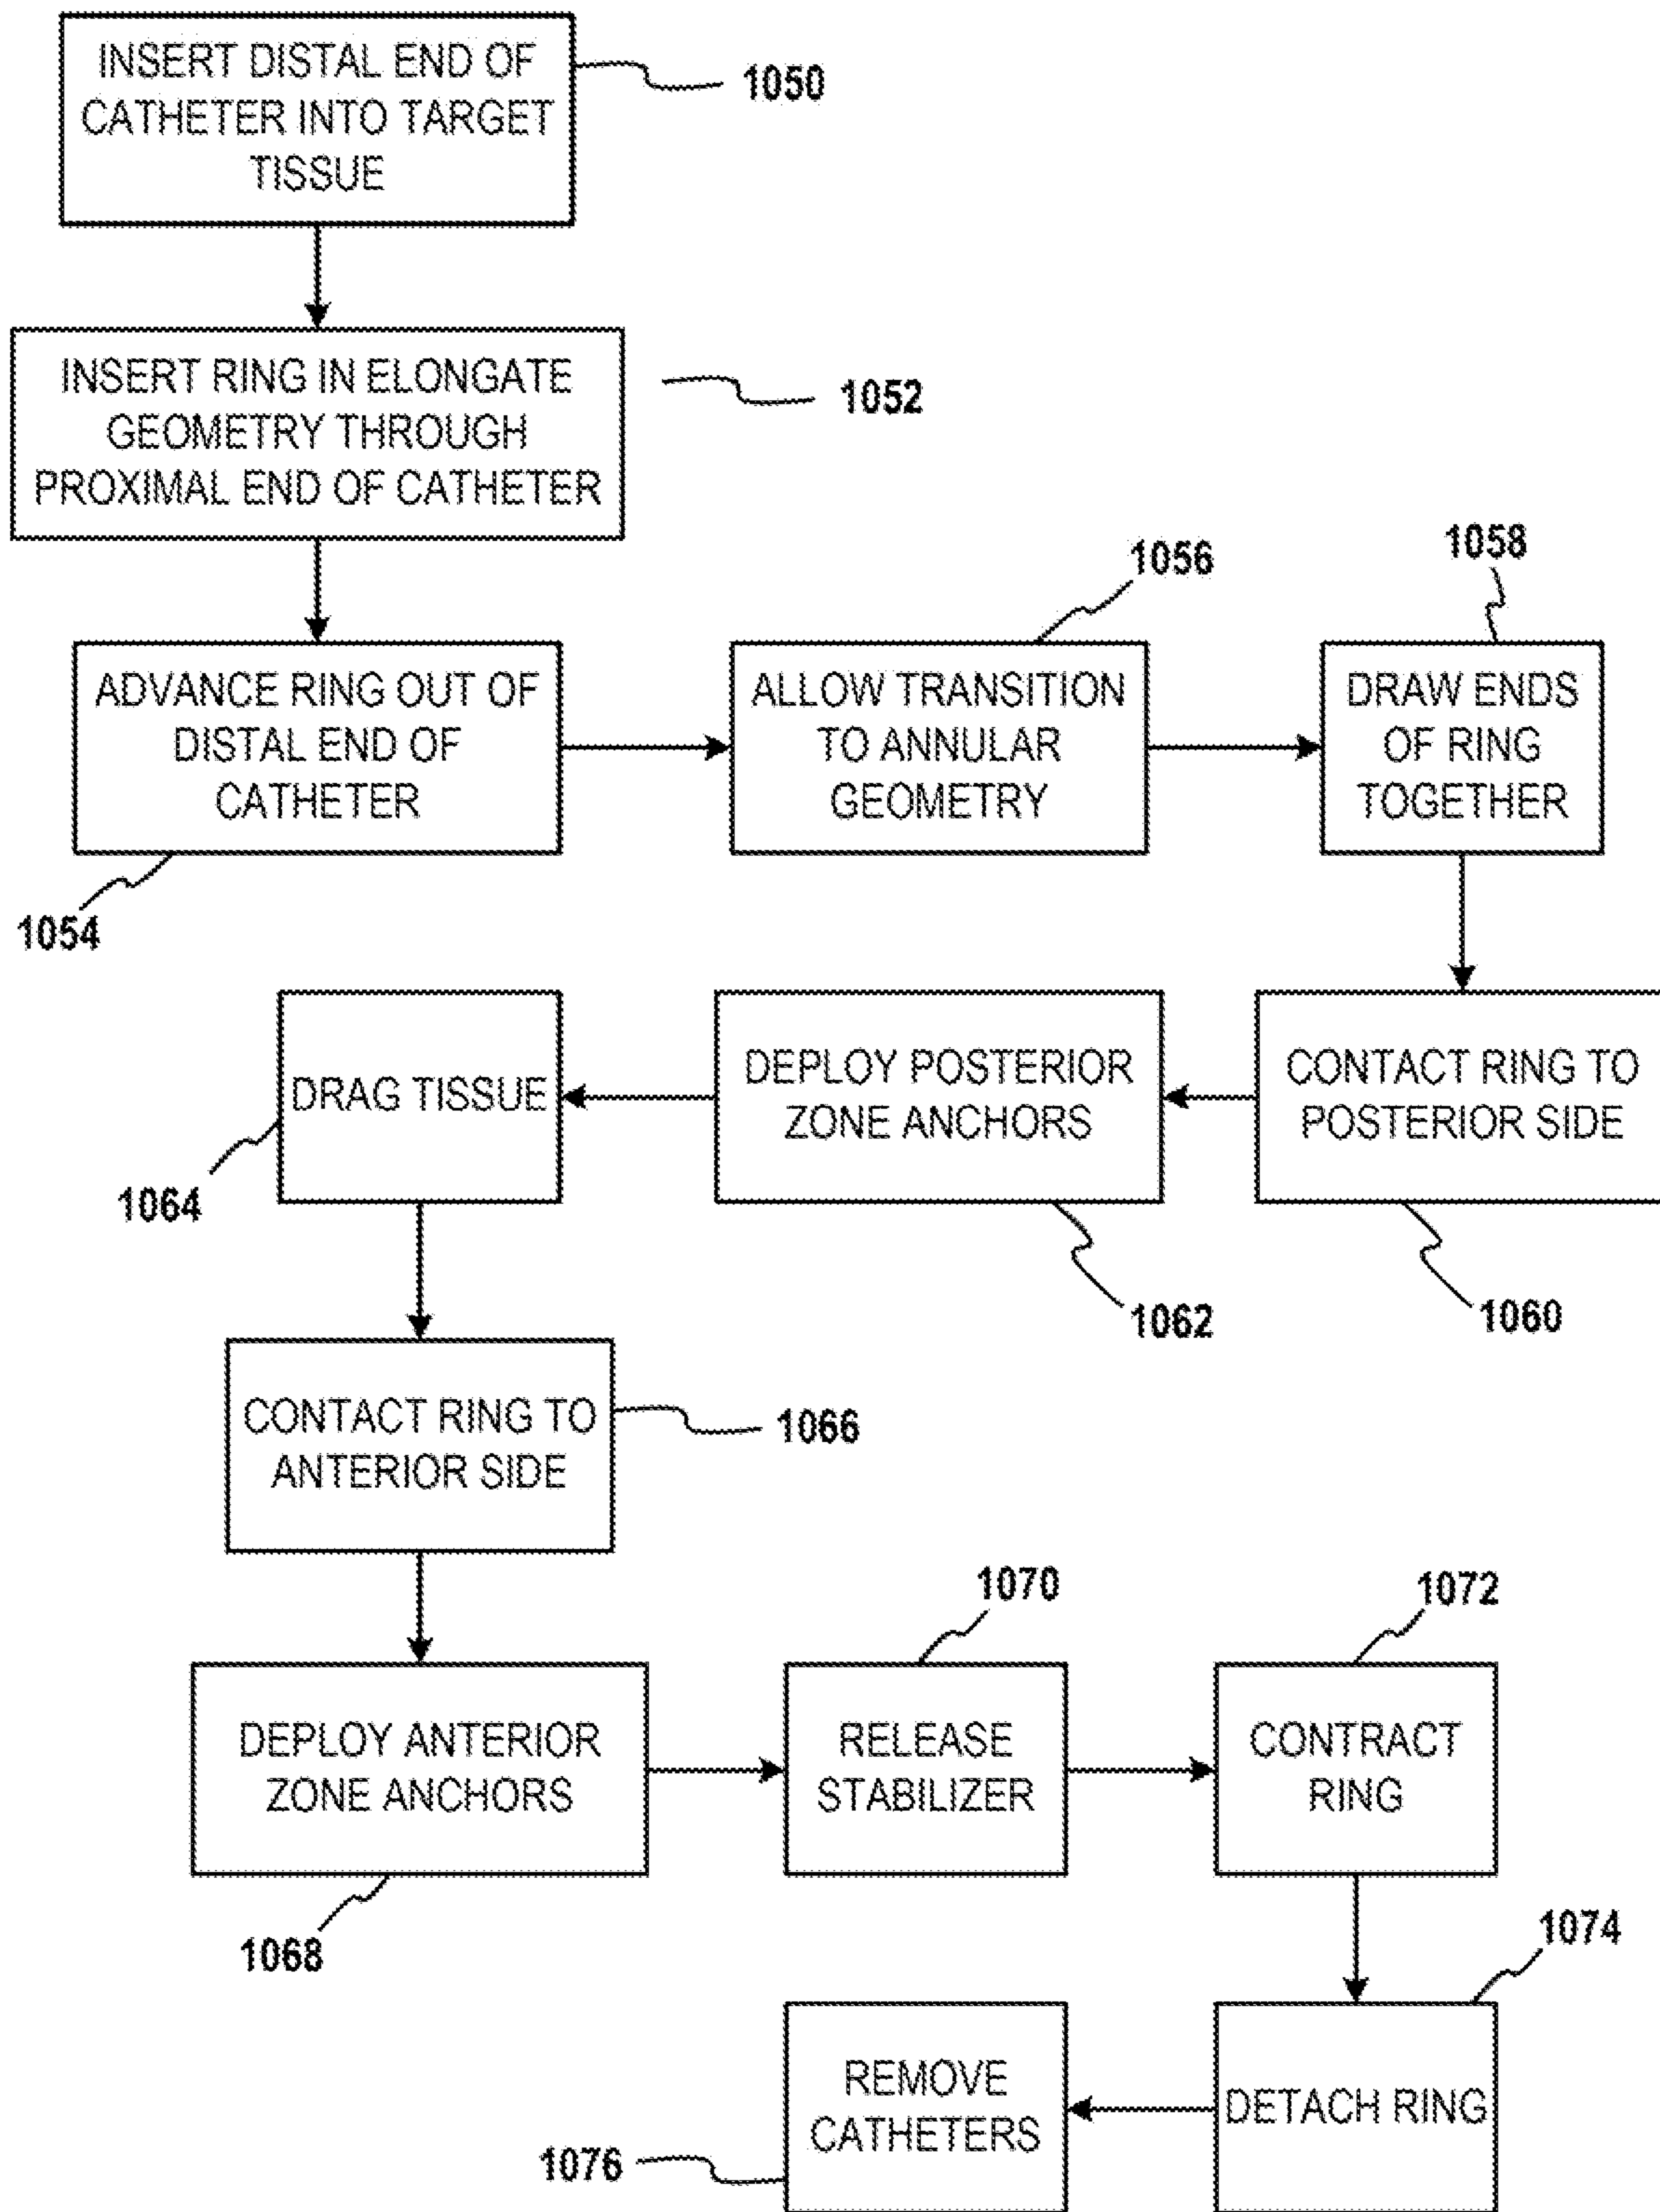 INSERT DISTAL END OF
CATHETER INTO TARGET
TISSUE
1050
INSERT RING IN ELONGATE
GEOMETRY THROUGH
PROXIMAL END OF CATHETER
1052
ADVANCE RING OUT OF
DISTAL END OF
CATHETER
1054
ALLOW TRANSITION
TO ANNULAR
GEOMETRY
1056
DRAW ENDS
OF RING
TOGETHER
1058
CONTACT RING TO
POSTERIOR SIDE
1060
DEPLOY POSTERIOR
ZONE ANCHORS
1062
DRAG TISSUE
1064
CONTACT RING TO
ANTERIOR SIDE
1066
DEPLOY ANTERIOR
ZONE ANCHORS
1068
RELEASE
STABILIZER
1070
CONTRACT
RING
1072
DETACH RING
1074
REMOVE
CATHETERS
1076